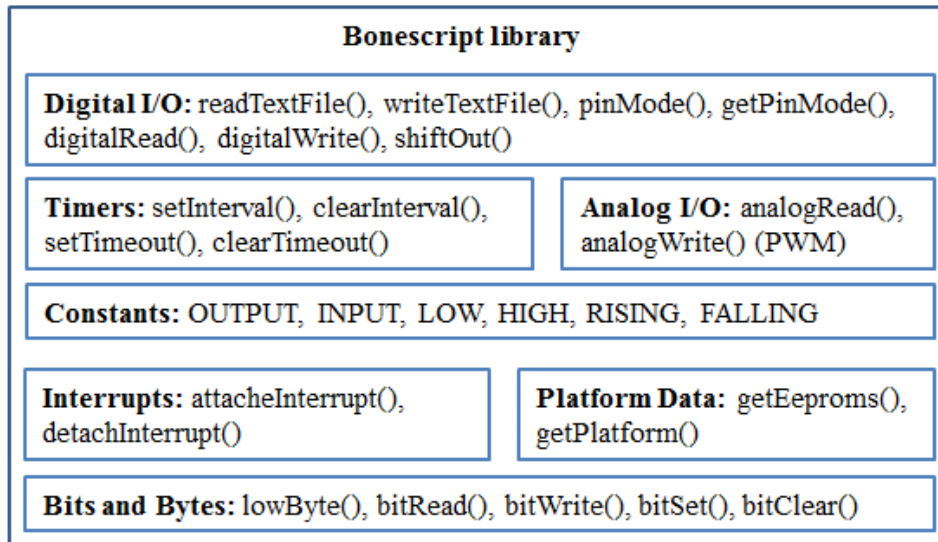 Bonescript library
Digital I/O: readTextFile(), writeTextFile(), pinMode(), getPinMode(),
digitalRead(), digitalWrite(), shiftOut()
Timers: setInterval(), clearInterval(),
setTimeout(), clearTimeout()
Analog I/O: analogRead(),
analogWrite() (PWM)
Constants: OUTPUT, INPUT, LOW, HIGH, RISING, FALLING
Interrupts: attacheInterrupt(),
detachInterrupt()
Platform Data: getEeproms(),
getPlatform()
Bits and Bytes: lowByte(), bitRead(), bitWrite(), bitSet(), bitClear()